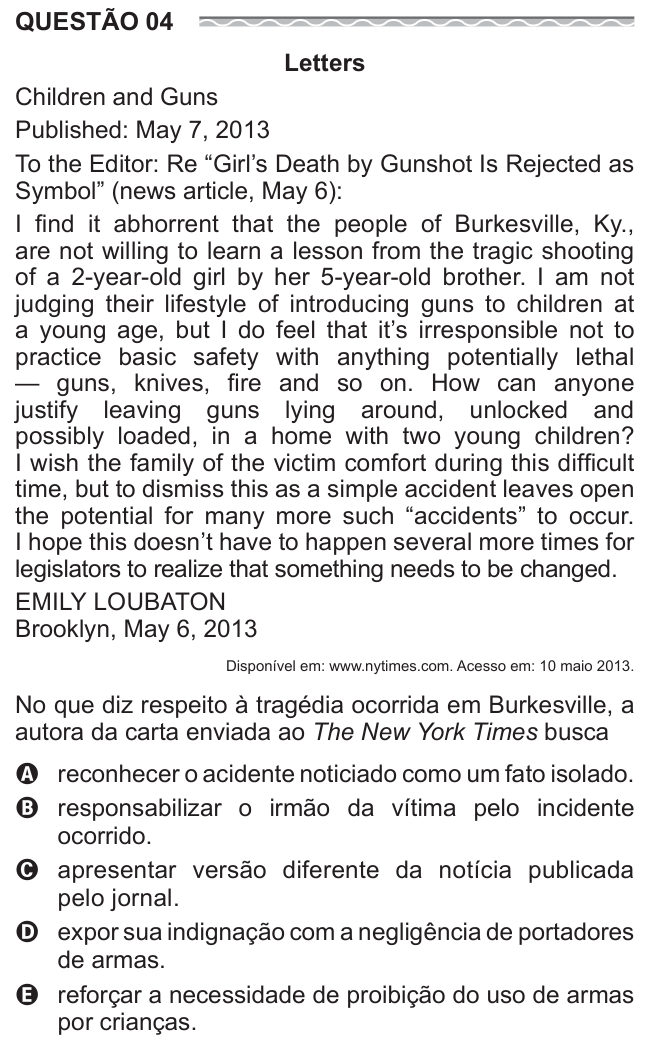 QUESTÃO 04
Letters
Children and Guns
Published: May 7, 2013
To the Editor: Re “Girl’s Death by Gunshot Is Rejected as
Symbol” (news article, May 6):
I find it abhorrent that the people of Burkesville, Ky.,
are not willing to learn a lesson from the tragic shooting
of a 2-year-old girl by her 5-year-old brother. I am not
judging their lifestyle of introducing guns to children at
a young age, but I do feel that it’s irresponsible not to
practice basic safety with anything potentially lethal
— guns, knives, fire and so on. How can anyone
justify leaving guns lying around, unlocked and
possibly loaded, in a home with two young children?
I wish the family of the victim comfort during this difficult
time, but to dismiss this as a simple accident leaves open
the potential for many more such “accidents” to occur.
I hope this doesn’t have to happen several more times for
legislators to realize that something needs to be changed.
EMILY LOUBATON
Brooklyn, May 6, 2013
Disponível em: www.nytimes.com. Acesso em: 10 maio 2013.
No que diz respeito à tragédia ocorrida em Burkesville, a
autora da carta enviada ao The New York Times busca
A reconhecer o acidente noticiado como um fato isolado.
B responsabilizar o irmão da vítima pelo incidente
ocorrido.
C apresentar versão diferente da notícia publicada
pelo jornal.
D expor sua indignação com a negligência de portadores
de armas.
E reforçar a necessidade de proibição do uso de armas
por crianças.